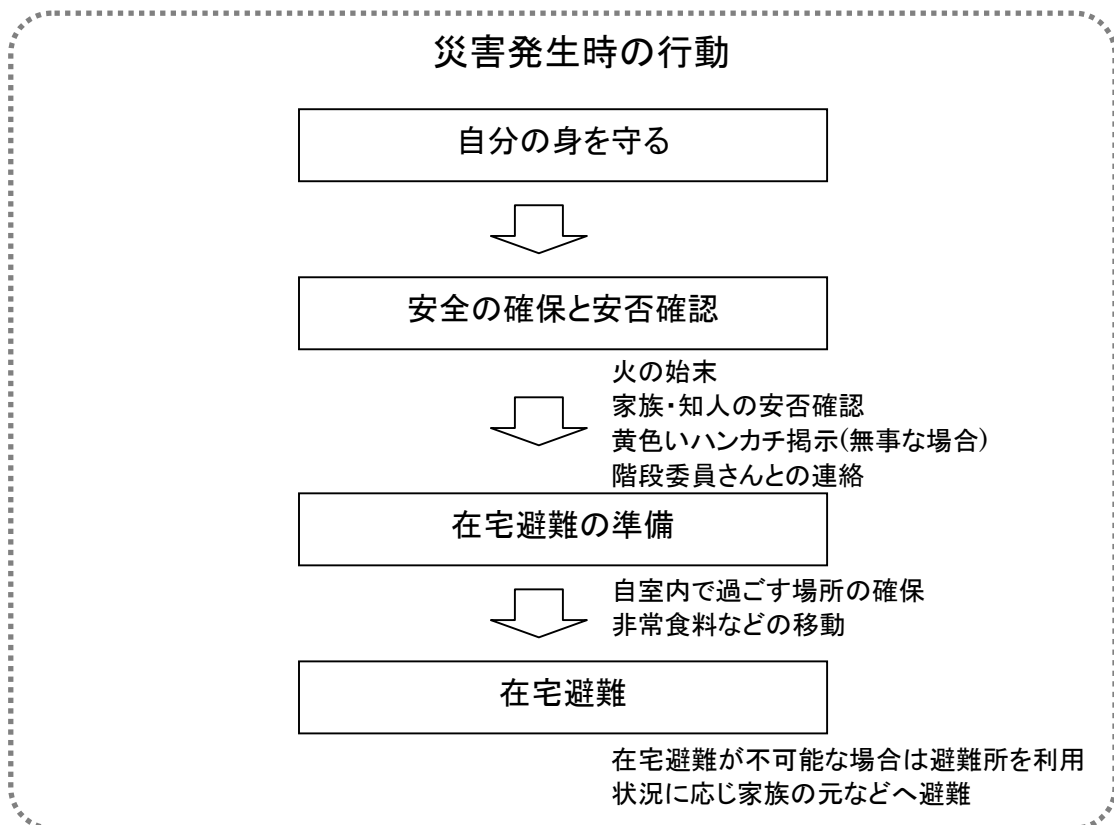 災害発生時の行動
自分の身を守る
安全の確保と安否確認
火の始末
家族・知人の安否確認
黄色いハンカチ掲示(無事な場合)
階段委員さんとの連絡
在宅避難の準備
自室内で過ごす場所の確保
非常食料などの移動
在宅避難
在宅避難が不可能な場合は避難所を利用
状況に応じ家族の元などへ避難